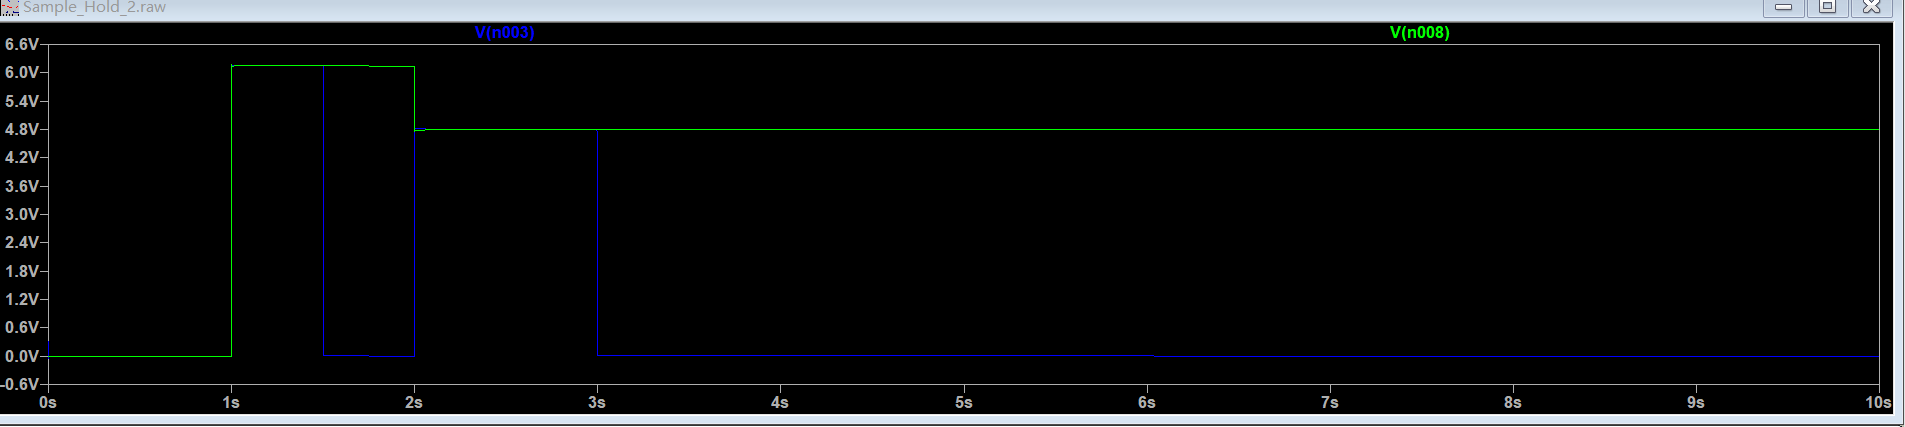 Sample_Hold_2.raw
V(n003) V(n008)
6.6V
6.0V
5.4V
4.8V
4.2V
3.6V
3.0V
2.4V
1.8V
1.2V
0.6V
0.0V
-0.6V
0s 1s 2s 3s 4s 5s 6s 7s 8s 9s 10s